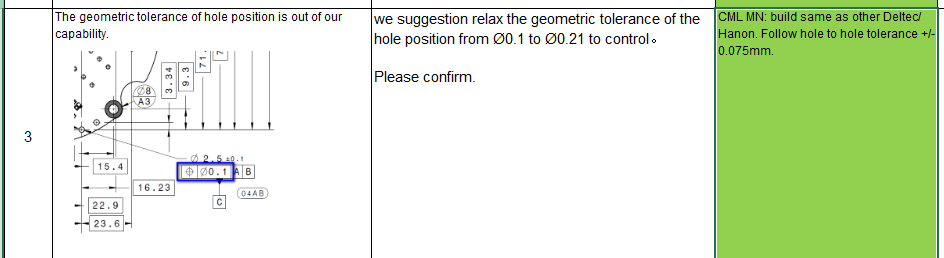 The geometric tolerance of hole position is out of our
capability.
we suggestion relax the geometric tolerance of the
hole position from Ø0.1 to Ø0.21 to control。
Please confirm.
CML MN: build same as other Deltec/
Hanon. Follow hole to hole tolerance +/-
0.075mm.
3
Ø8
A3
3.34
9.3
71
Ø 2.5 ±0.1
⌖ Ø0.1 A B
C
04AB
15.4
16.23
22.9
23.6